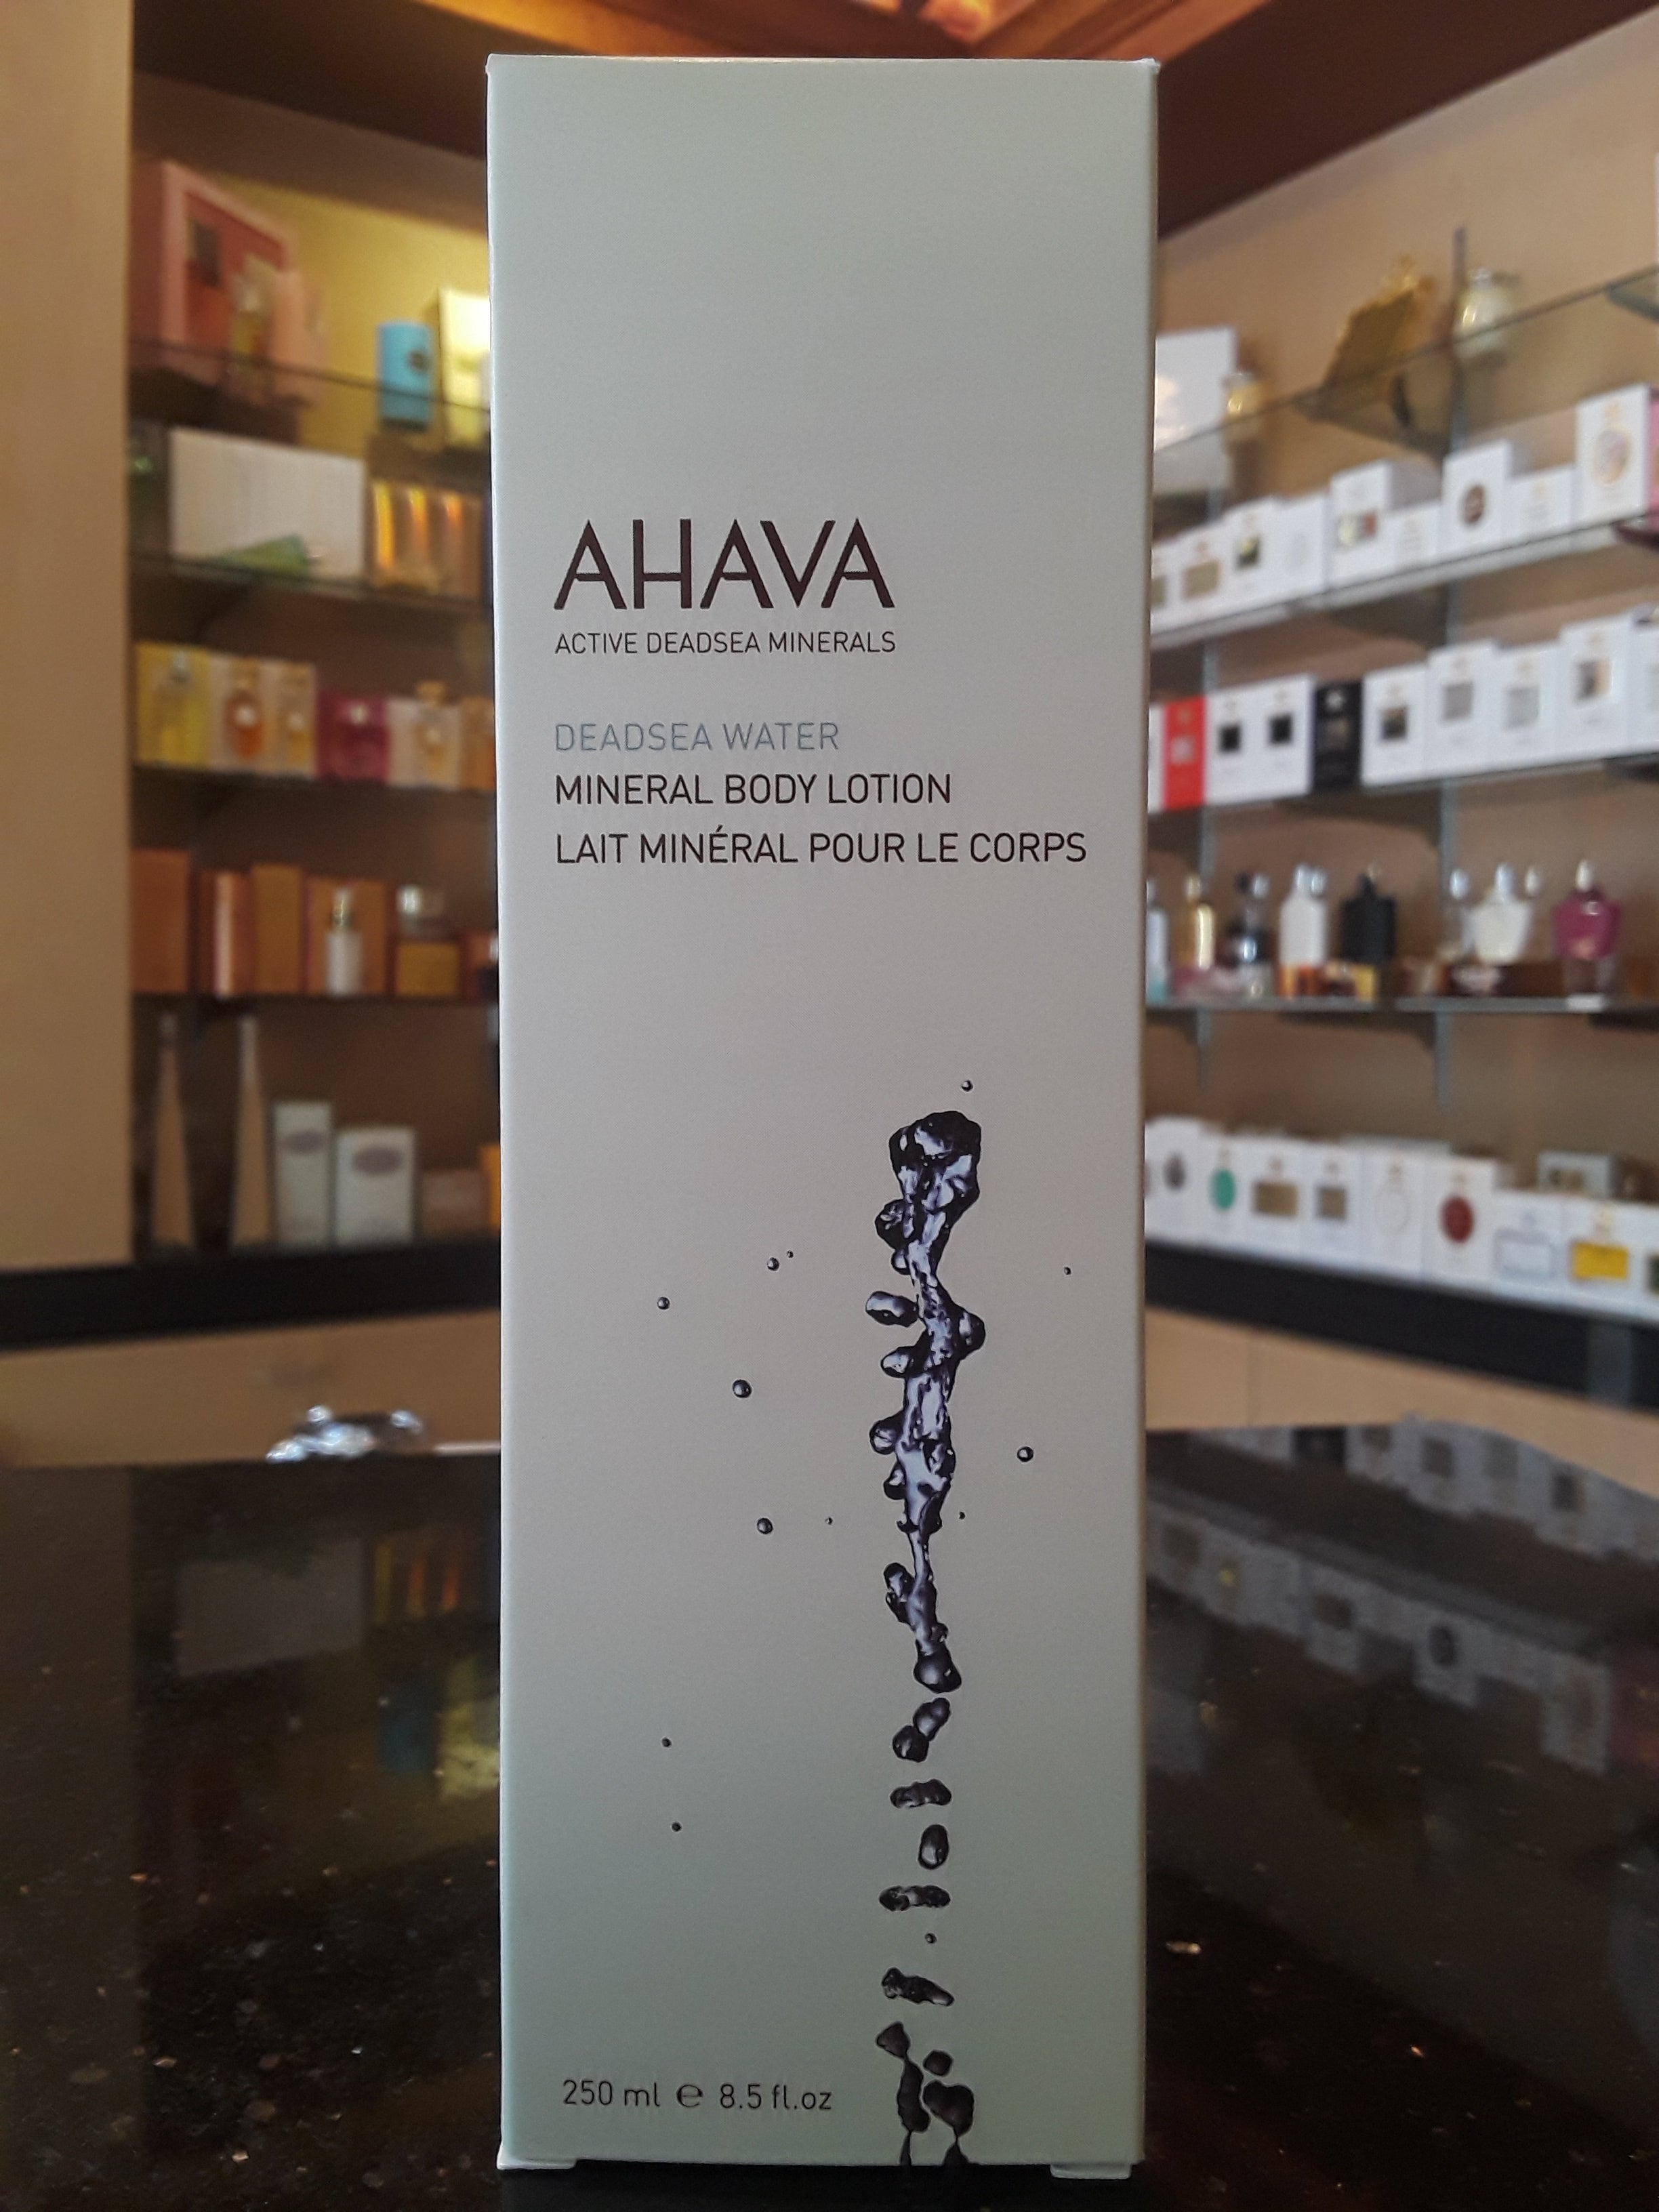 AHAVA
ACTIVE DEADSEA MINERALS
DEADSEA WATER
MINERAL BODY LOTION
LAIT MINÉRAL POUR LE CORPS
250 ml ℮ 8.5 fl.oz